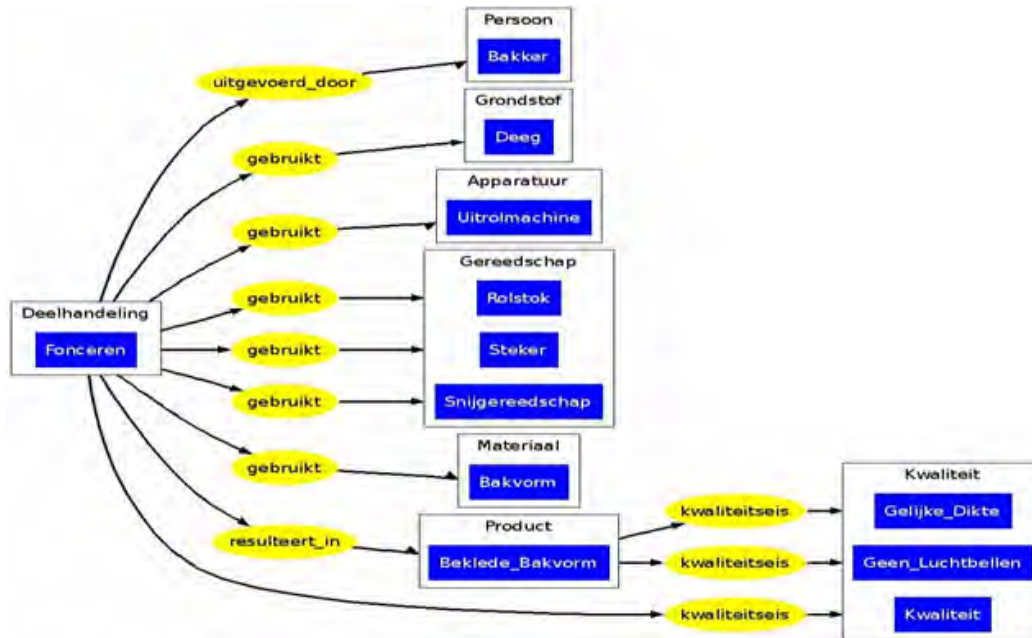 Persoon
Bakker
uitgevoerd_door
Grondstof
Deeg
gebruikt
Apparatuur
Uitrolmachine
gebruikt
Gereedschap
Rolstok
gebruikt
Deelhandeling
Fonceren
gebruikt
Steker
gebruikt
Snijgereedschap
Materiaal
gebruikt
Bakvorm
Kwaliteit
kwaliteitseis
Gelijke_Dikte
Product
resulteert_in
Beklede_Bakvorm
kwaliteitseis
Geen_Luchtbellen
kwaliteitseis
Kwaliteit